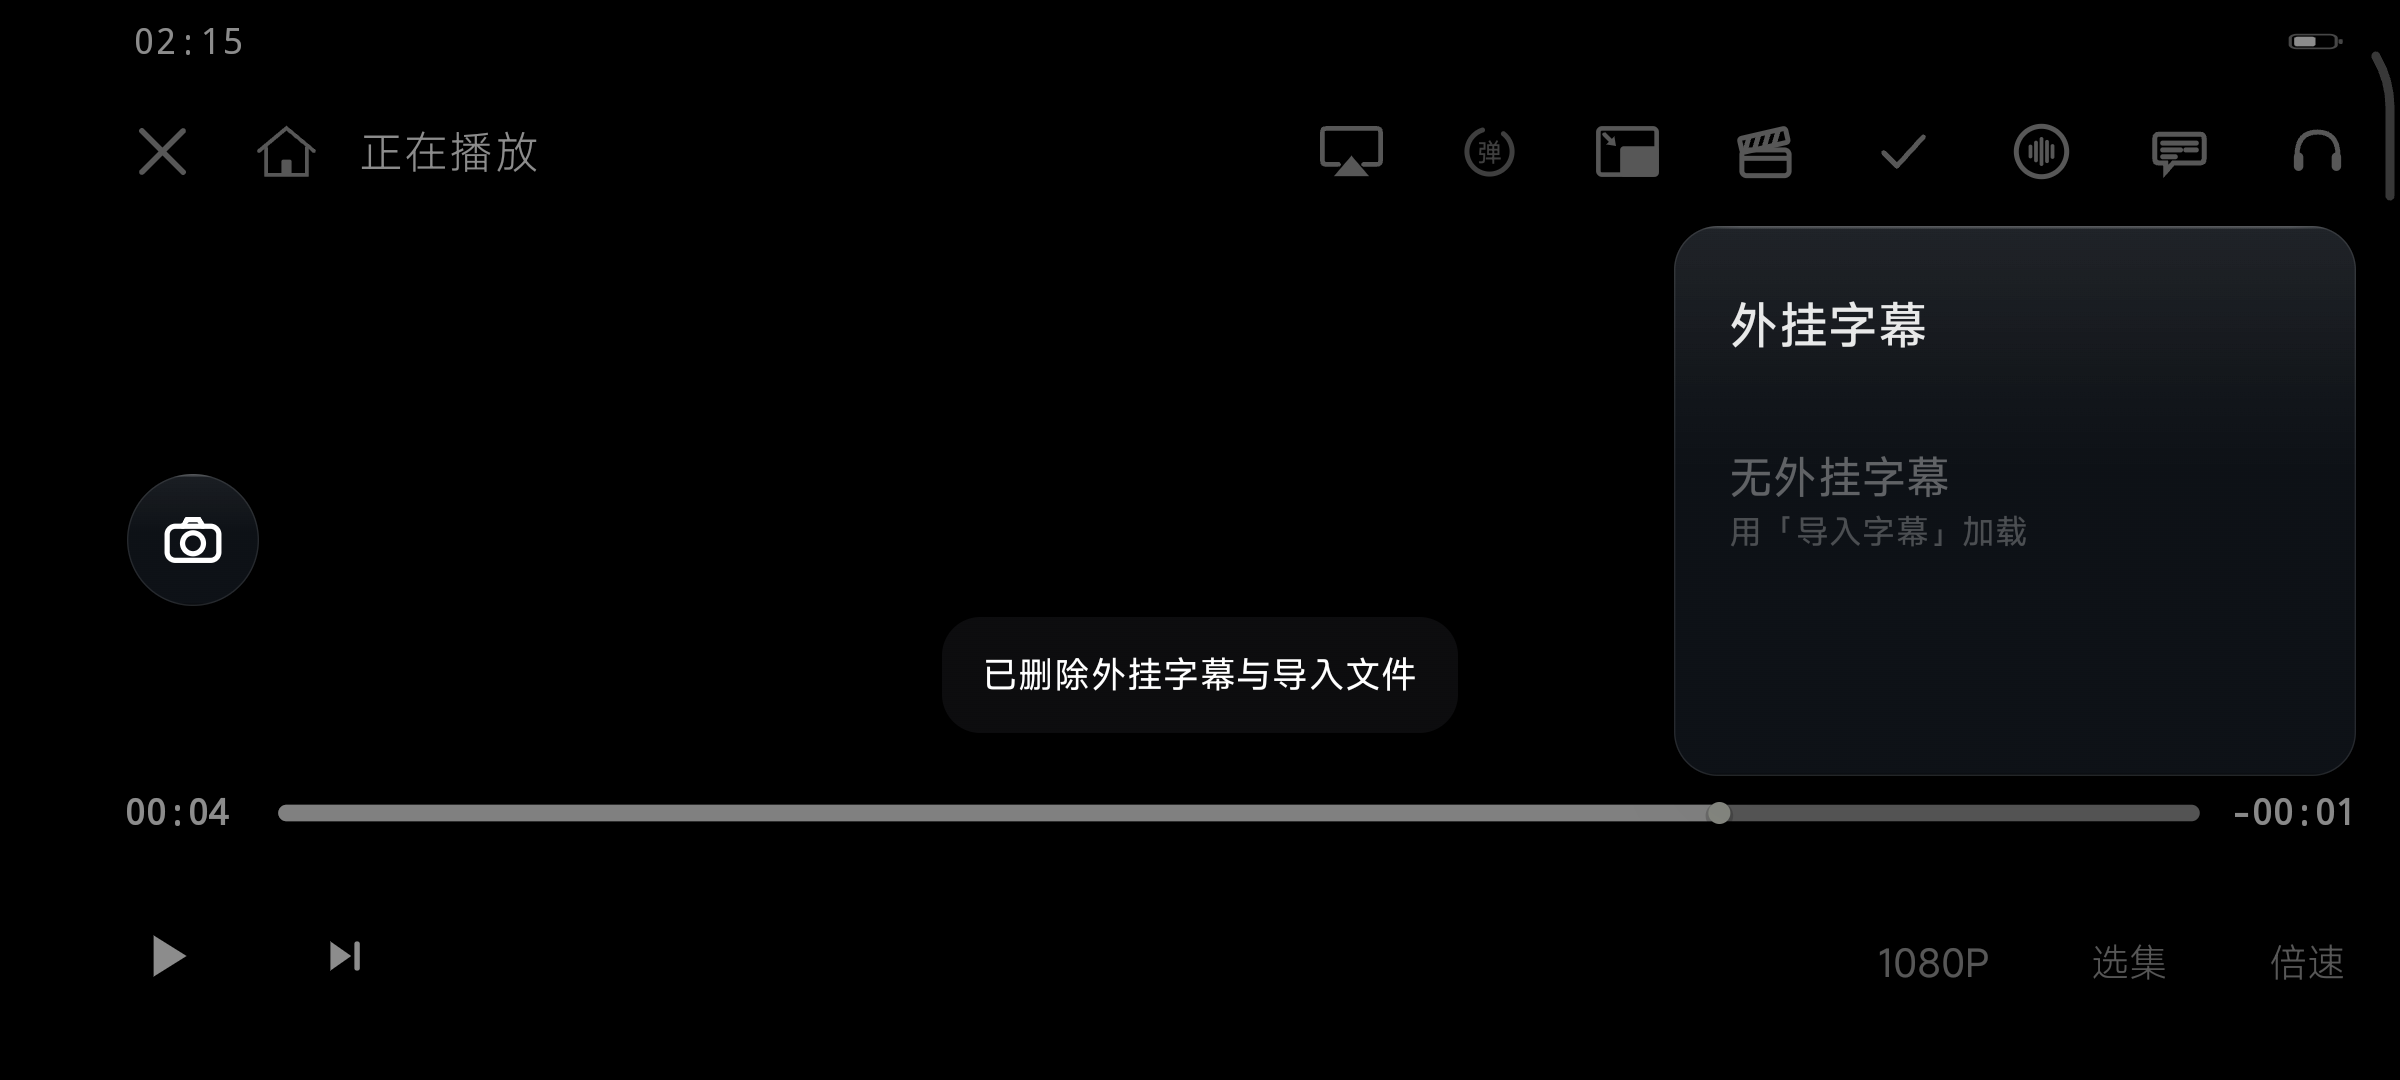 02:15
正在播放
弹
外挂字幕
无外挂字幕
用「导入字幕」加载
已删除外挂字幕与导入文件
00:04
-00:01
1080P
选集
倍速